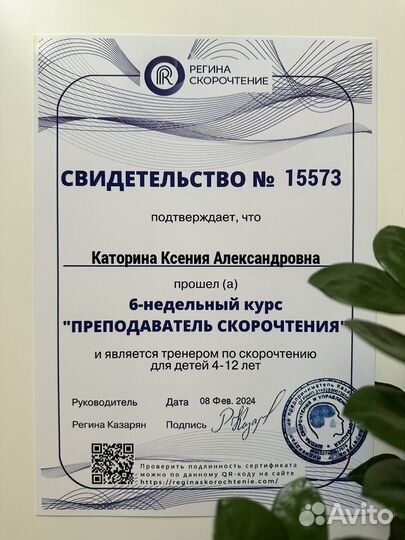 РЕГИНА
СКОРОЧТЕНИЕ
СВИДЕТЕЛЬСТВО № 15573
подтверждает, что
Каторина Ксения Александровна
прошел (а)
6-недельный курс
"ПРЕПОДАВАТЕЛЬ СКОРОЧТЕНИЯ"
и является тренером по скорочтению
для детей 4-12 лет
Руководитель Дата 08 Фев. 2024
Регина Казарян Подпись
Проверить подлинность сертификата
можно по данному QR-коду на сайте
https://reginaskorochtenie.com/
Avito